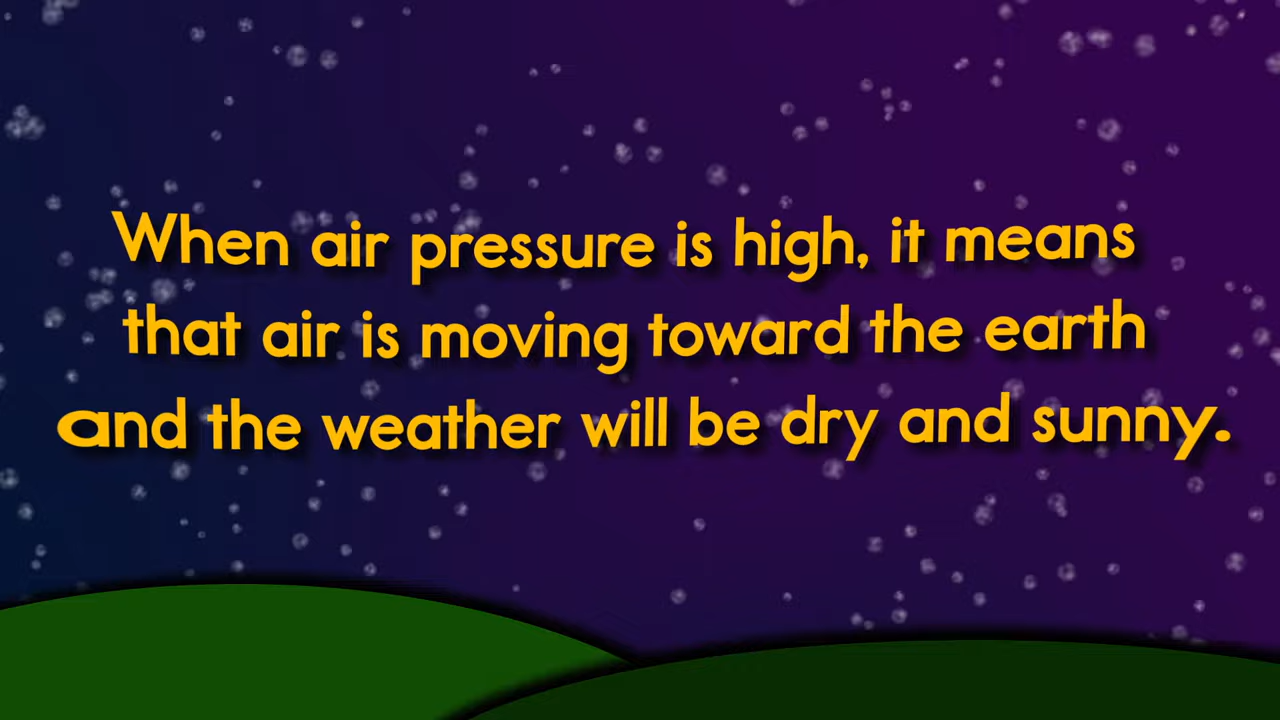 When air pressure is high, it means
that air is moving toward the earth
and the weather will be dry and sunny.